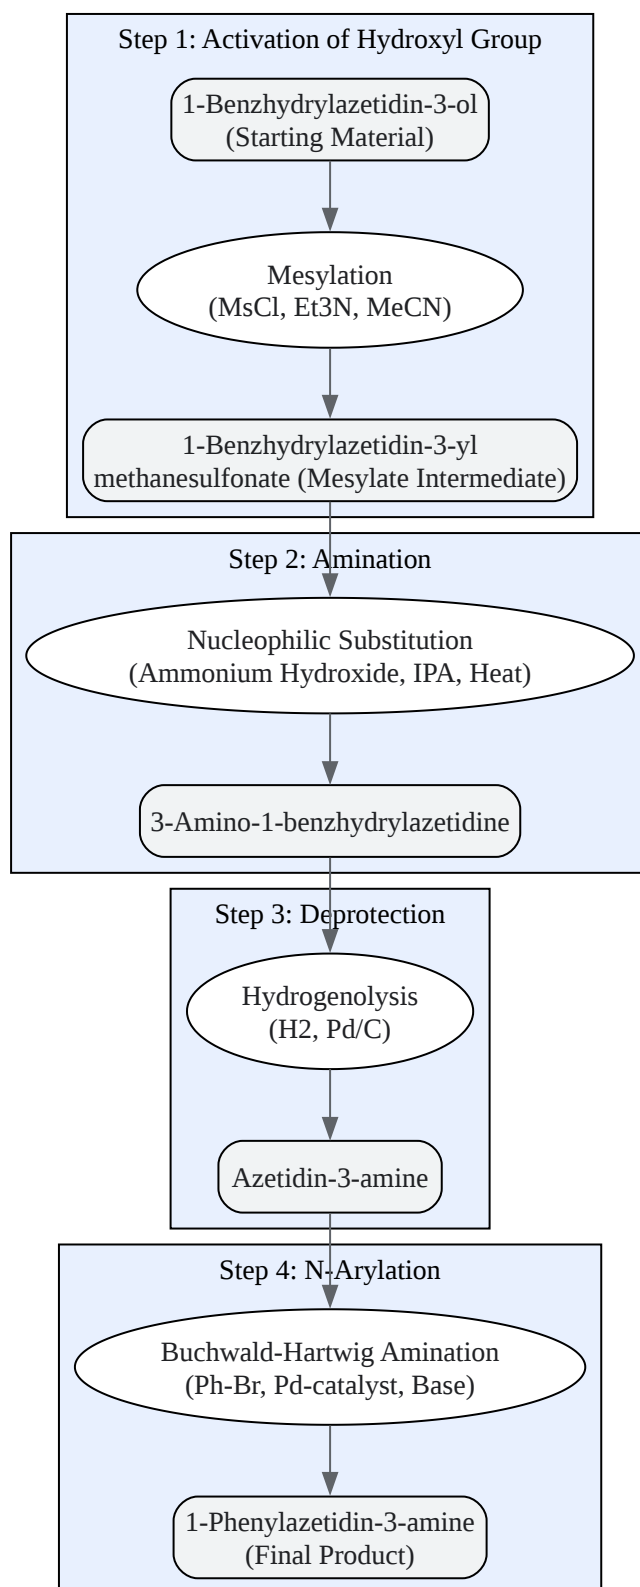 Step 1: Activation of Hydroxyl Group
1-Benzhydrylazetidin-3-ol
(Starting Material)
Mesylation
(MsCl, Et3N, MeCN)
1-Benzhydrylazetidin-3-yl
methanesulfonate (Mesylate Intermediate)
Step 2: Amination
Nucleophilic Substitution
(Ammonium Hydroxide, IPA, Heat)
3-Amino-1-benzhydrylazetidine
Step 3: Deprotection
Hydrogenolysis
(H2, Pd/C)
Azetidin-3-amine
Step 4: N-Arylation
Buchwald-Hartwig Amination
(Ph-Br, Pd-catalyst, Base)
1-Phenylazetidin-3-amine
(Final Product)